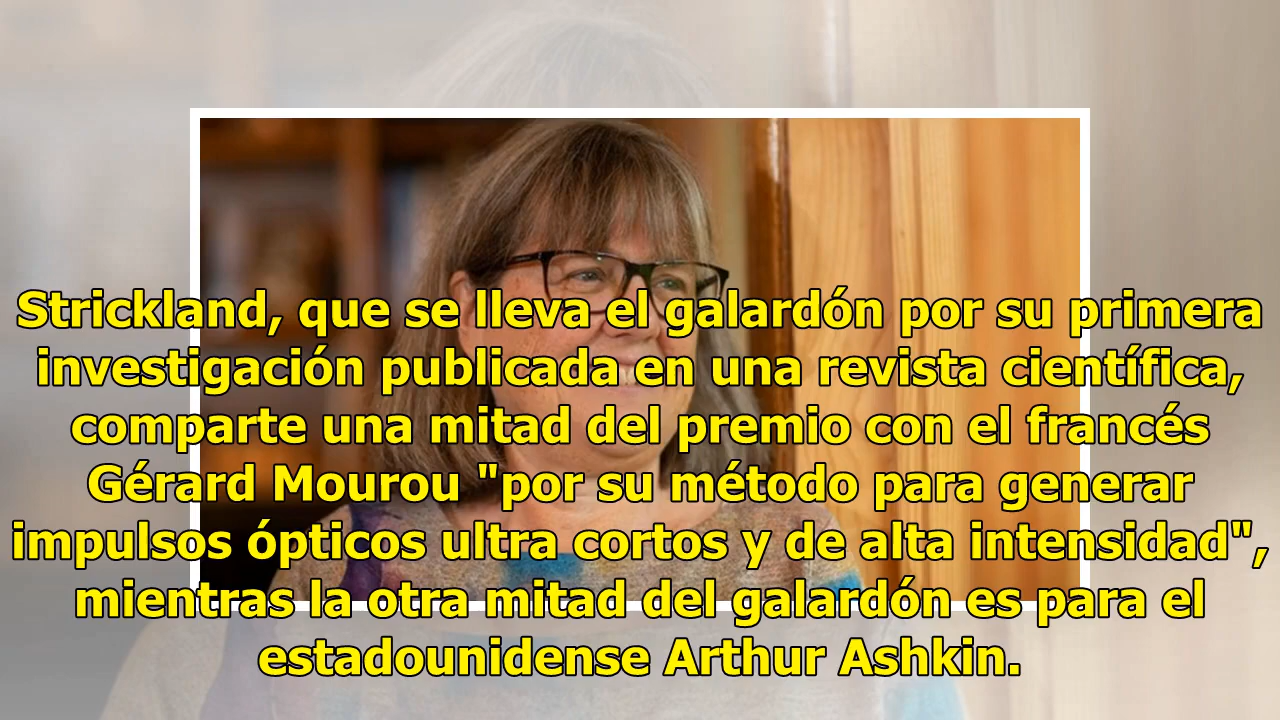 Strickland, que se lleva el galardón por su primera
investigación publicada en una revista científica,
comparte una mitad del premio con el francés
Gérard Mourou "por su método para generar
impulsos ópticos ultra cortos y de alta intensidad",
mientras la otra mitad del galardón es para el
estadounidense Arthur Ashkin.